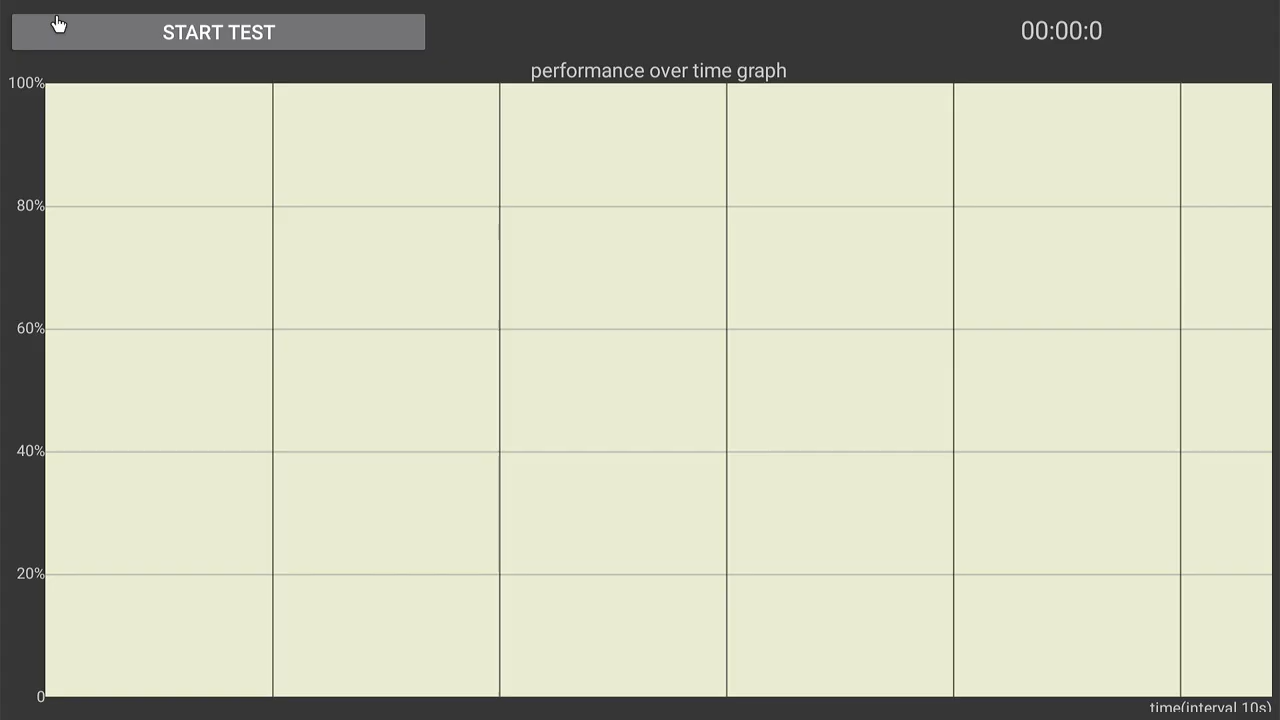 START TEST
00:00:0
performance over time graph
100%
80%
60%
40%
20%
0
time(interval 10s)